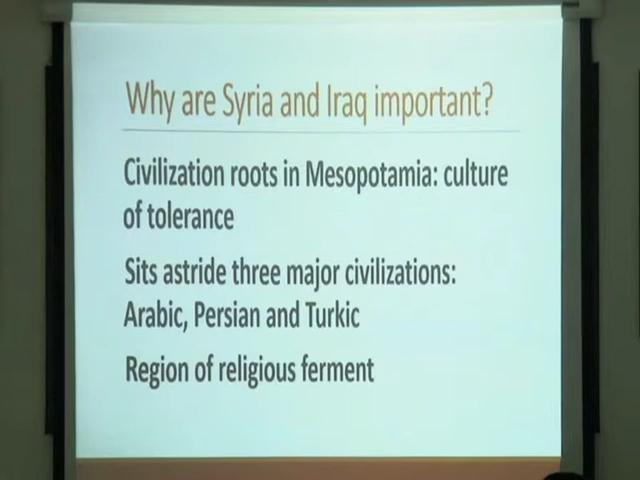 Why are Syria and Iraq important?
Civilization roots in Mesopotamia: culture
of tolerance
Sits astride three major civilizations:
Arabic, Persian and Turkic
Region of religious ferment